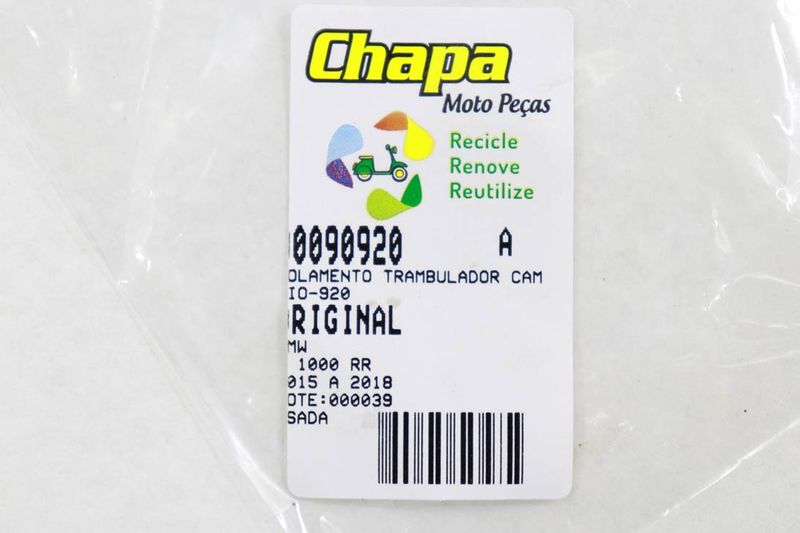 Chapa
Moto Peças
Recicle
Renove
Reutilize
0090920 A
OLAMENTO TRAMBULADOR CAM
IO-920
RIGINAL
MW
1000 RR
015 A 2018
OTE:000039
SADA